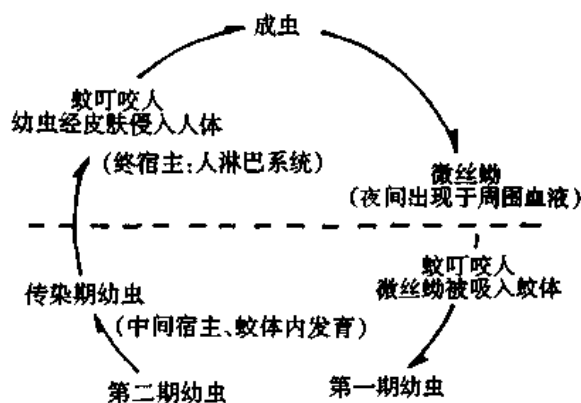 成虫
蚊叮咬人
幼虫经皮肤侵入人体
(终宿主:人淋巴系统)
微丝蚴
(夜间出现于周围血液)
蚊叮咬人
微丝蚴被吸入蚊体
传染期幼虫
(中间宿主、蚊体内发育)
第二期幼虫
第一期幼虫